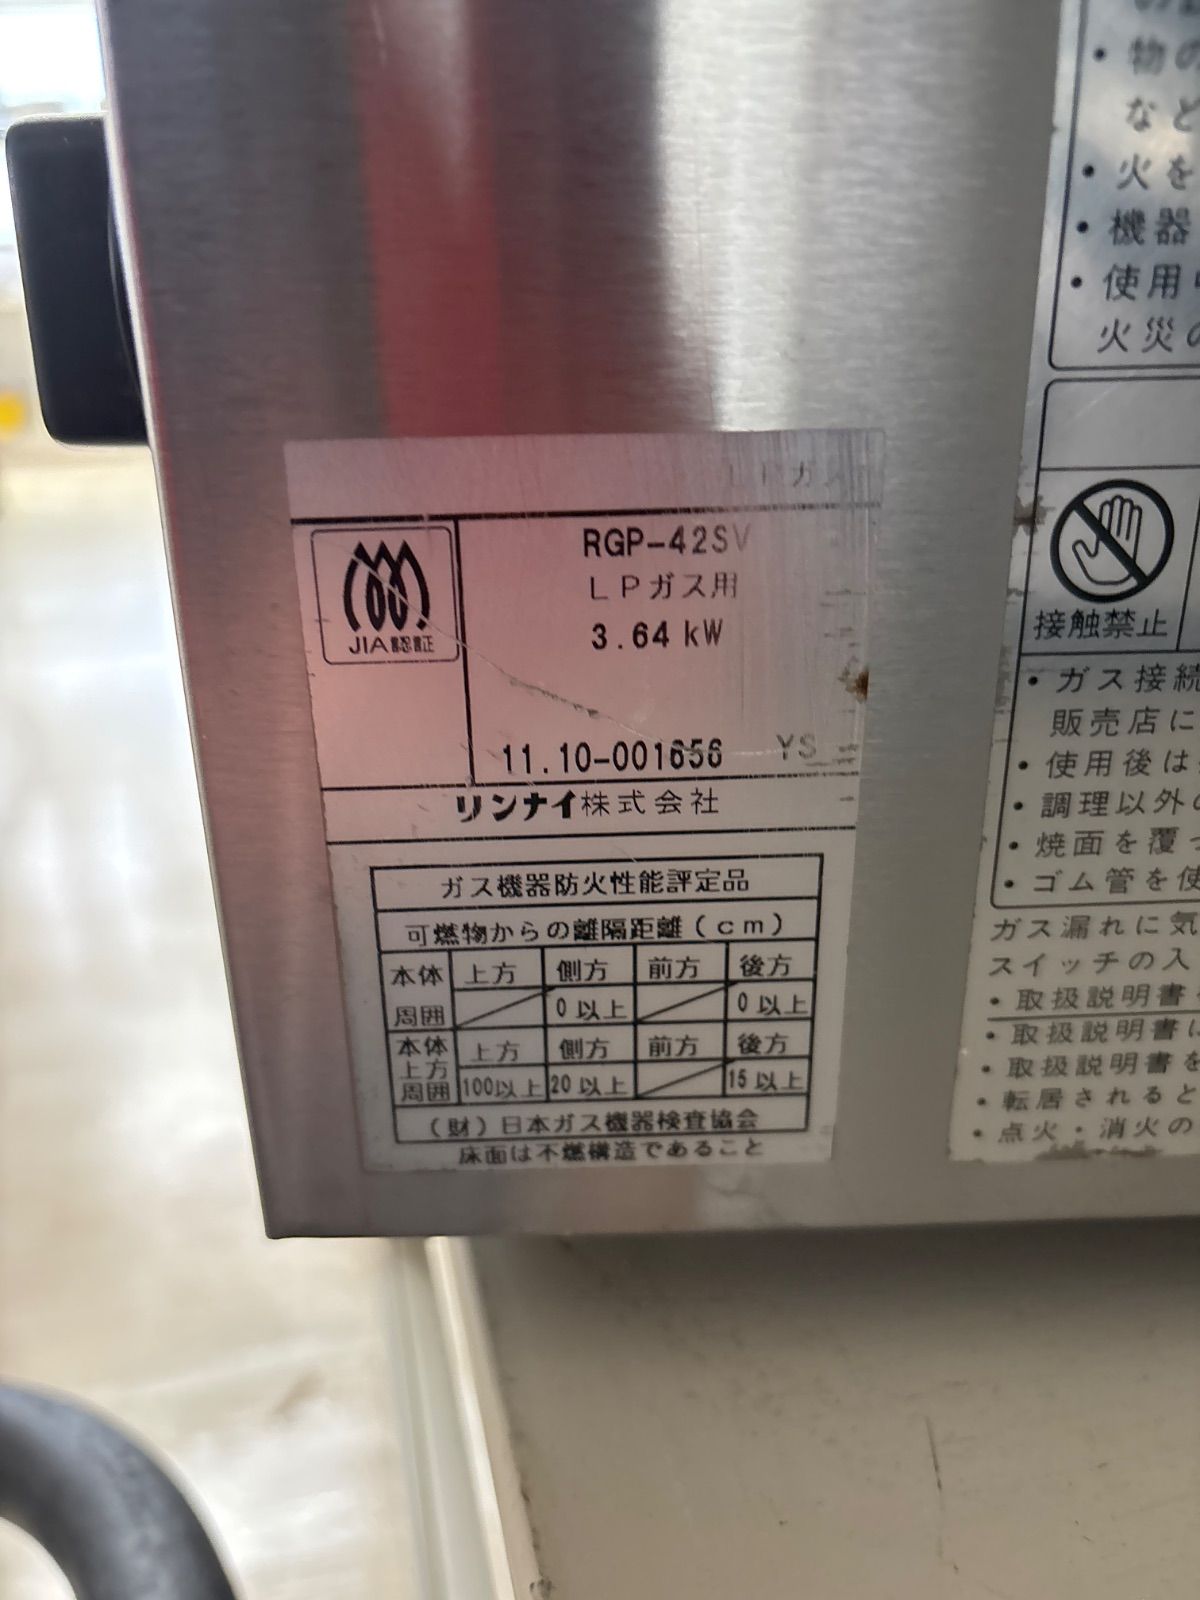 LPガス
JIA認証
RGP-42SV
LPガス用
3.64kW
11.10-001656 YS
リンナイ株式会社
ガス機器防火性能評定品
可燃物からの離隔距離(cm)
本体 上方 側方 前方 後方
周囲 0以上 0以上
本体 上方 側方 前方 後方
上方
周囲 100以上 20以上 15以上
(財)日本ガス機器検査協会
床面は不燃構造であること
・物の
など
・火を
・機器
・使用
火災の
接触禁止
・ガス接続
販売店に
・使用後は
・調理以外の
・焼面を覆っ
・ゴム管を使
ガス漏れに気
スイッチの入
・取扱説明書
・取扱説明書に
・取扱説明書を
・転居されると
・点火・消火の